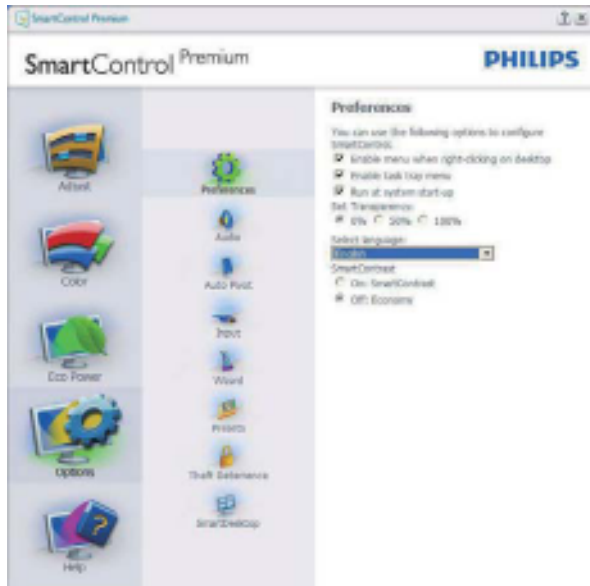 SmartControl Premium
SmartControl Premium
PHILIPS
Adjust
Color
Eco Power
Options
Help
Preferences
Audio
Auto Pivot
Input
Wizard
Presets
Theft Deterrence
SmartDesktop
Preferences
You can use the following options to configure
SmartControl:
Enable menu when right-clicking on desktop
Enable task tray menu
Run at system start-up
Set Transparency:
0% 50% 100%
Select language:
English
SmartContrast
On: SmartContrast
Off: Economy